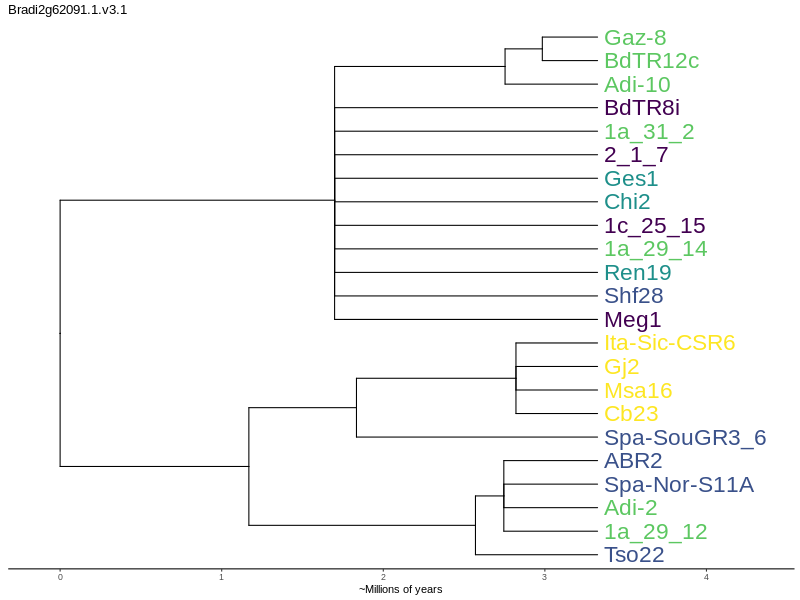 Bradi2g62091.1.v3.1
Gaz-8
BdTR12c
Adi-10
BdTR8i
1a_31_2
2_1_7
Ges1
Chi2
1c_25_15
1a_29_14
Ren19
Shf28
Meg1
Ita-Sic-CSR6
Gj2
Msa16
Cb23
Spa-SouGR3_6
ABR2
Spa-Nor-S11A
Adi-2
1a_29_12
Tso22
0 1 2 3 4
~Millions of years